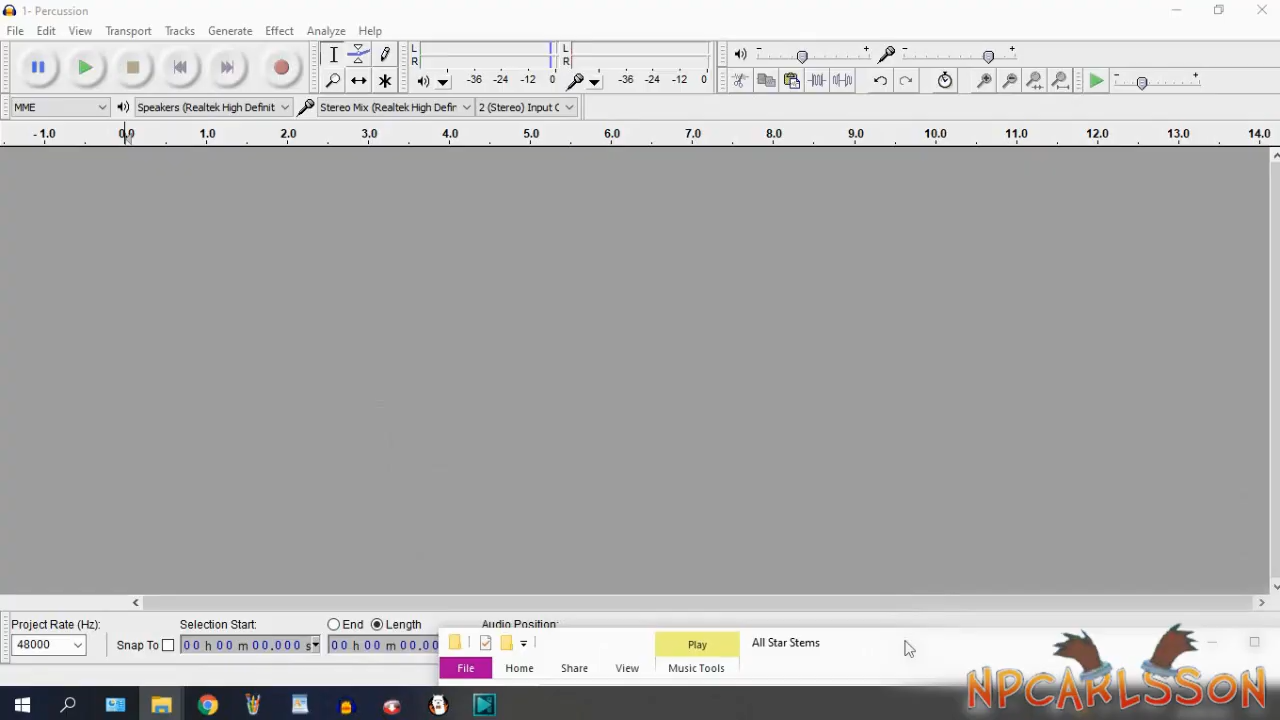 1- Percussion
File Edit View Transport Tracks Generate Effect Analyze Help
L L
R R
-36 -24 -12 0 -36 -24 -12 0
MME Speakers (Realtek High Definit Stereo Mix (Realtek High Defir 2 (Stereo) Input C
- 1.0 0.0 1.0 2.0 3.0 4.0 5.0 6.0 7.0 8.0 9.0 10.0 11.0 12.0 13.0 14.0
Project Rate (Hz): Selection Start: End Length Audio Position:
48000 Snap To 00 h 00 m 00.000 s 00 h 00 m 00.00
Play All Star Stems
File Home Share View Music Tools
NPCARLSSON